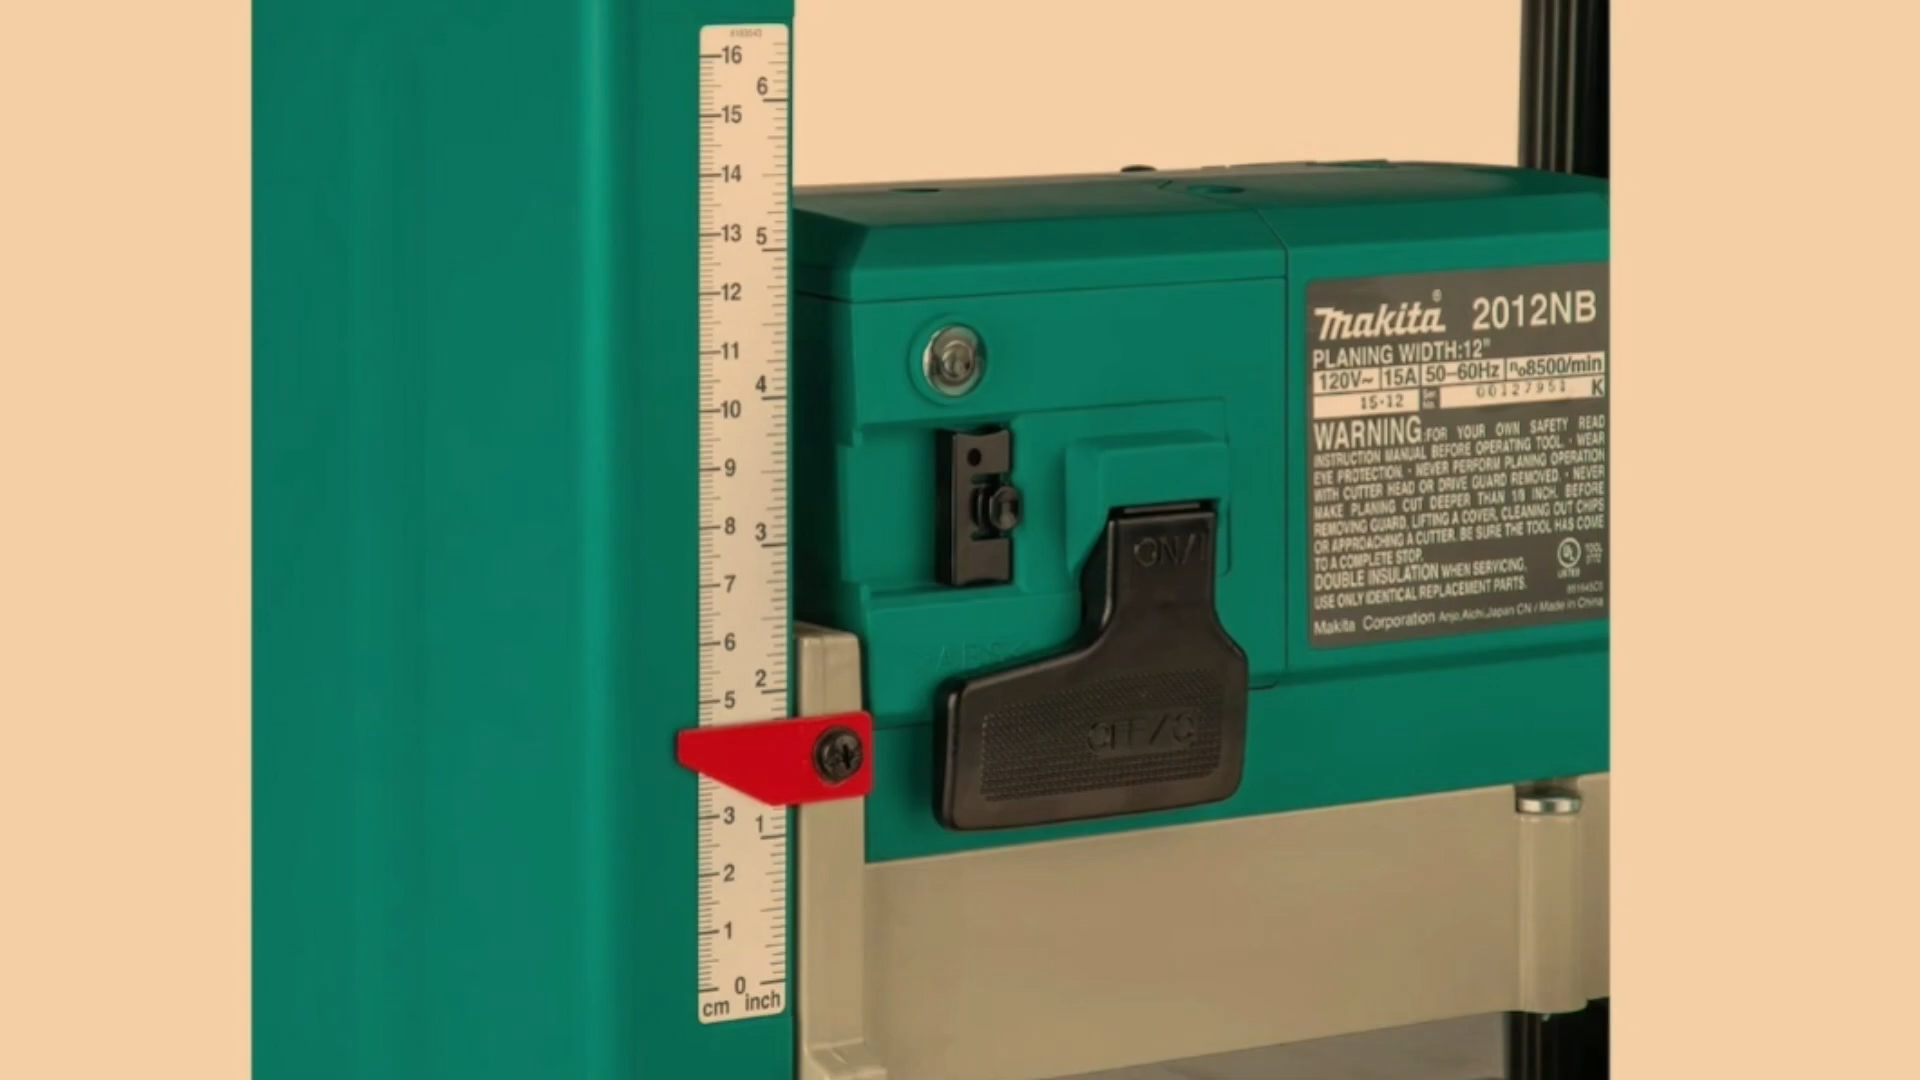 16
6
15
14
13 5
12
11
4
10
9
8 3
7
6
2
5
3 1
2
1
0
cm inch
ON/I
OFF/O
>ABS<
Makita® 2012NB
PLANING WIDTH:12"
120V~ 15A 50-60Hz n₀8500/min
15-12 00127951 K
WARNING:FOR YOUR OWN SAFETY READ
INSTRUCTION MANUAL BEFORE OPERATING TOOL. · WEAR
EYE PROTECTION. · NEVER PERFORM PLANING OPERATION
WITH CUTTER HEAD OR DRIVE GUARD REMOVED. · NEVER
MAKE PLANING CUT DEEPER THAN 1/8 INCH. BEFORE
REMOVING GUARD, LIFTING A COVER, CLEANING OUT CHIPS
OR APPROACHING A CUTTER. BE SURE THE TOOL HAS COME
TO A COMPLETE STOP.
DOUBLE INSULATION WHEN SERVICING,
USE ONLY IDENTICAL REPLACEMENT PARTS.
UL
LISTED
Makita Corporation Anjo,Aichi,Japan CN / Made in China